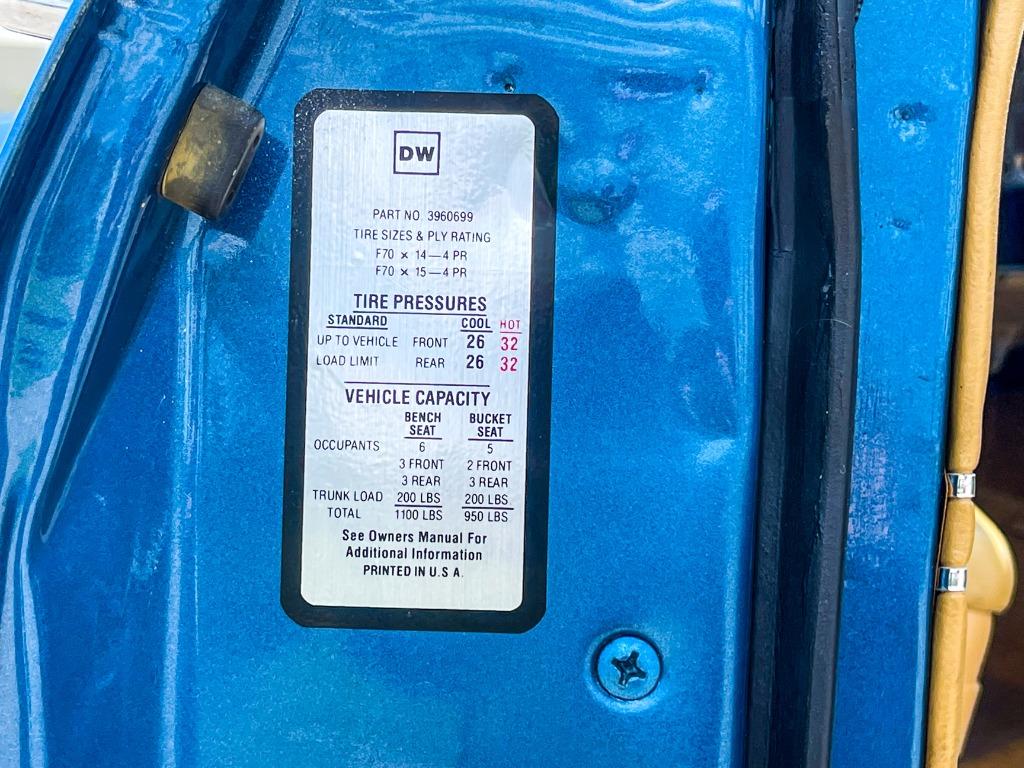 DW
PART NO. 3960699
TIRE SIZES & PLY RATING
F70 × 14—4 PR
F70 × 15—4 PR
TIRE PRESSURES
STANDARD COOL HOT
UP TO VEHICLE FRONT 26 32
LOAD LIMIT REAR 26 32
VEHICLE CAPACITY
BENCH SEAT BUCKET SEAT
OCCUPANTS 6 5
3 FRONT 2 FRONT
3 REAR 3 REAR
TRUNK LOAD 200 LBS 200 LBS.
TOTAL 1100 LBS 950 LBS
See Owners Manual For
Additional Information
PRINTED IN U.S.A.